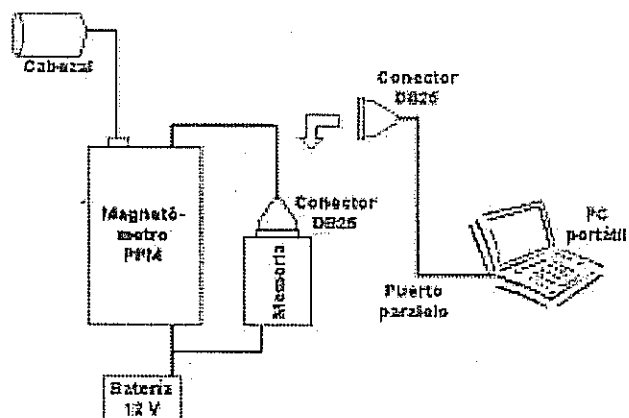 Cabezal
Conector
DB25
Magnetó-
metro
PPM
Conector
DB25
Memoria
PC
portátil
Puerto
paralelo
Batería
12 V